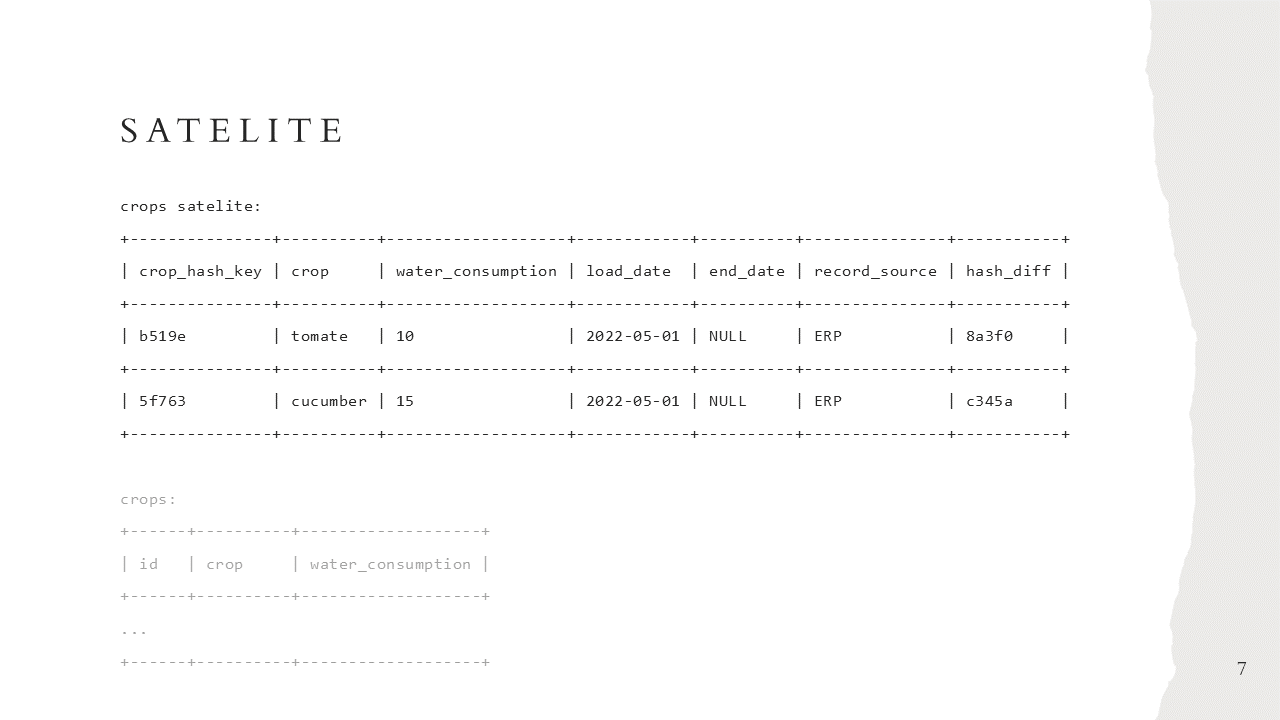 SATELITE
crops satelite:
+---------------+----------+-------------------+------------+----------+---------------+-----------+
| crop_hash_key | crop     | water_consumption | load_date  | end_date | record_source | hash_diff |
+---------------+----------+-------------------+------------+----------+---------------+-----------+
| b519e         | tomate   | 10                | 2022-05-01 | NULL     | ERP           | 8a3f0     |
+---------------+----------+-------------------+------------+----------+---------------+-----------+
| 5f763         | cucumber | 15                | 2022-05-01 | NULL     | ERP           | c345a     |
+---------------+----------+-------------------+------------+----------+---------------+-----------+
crops:
+------+----------+-------------------+
| id   | crop     | water_consumption |
+------+----------+-------------------+
...
+------+----------+-------------------+
7